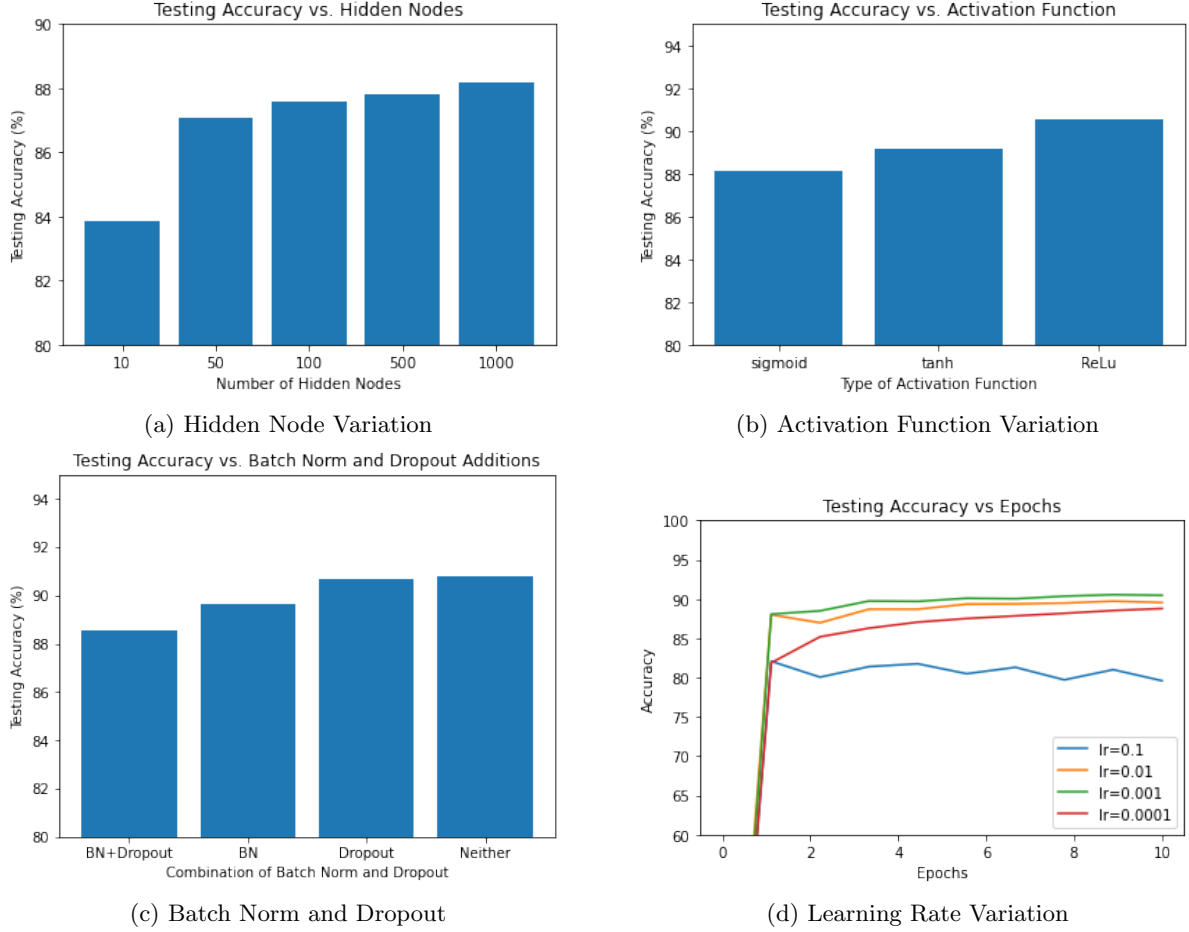 Testing Accuracy vs. Hidden Nodes
90
88
86
84
82
80
Testing Accuracy (%)
10 50 100 500 1000
Number of Hidden Nodes
(a) Hidden Node Variation
Testing Accuracy vs. Activation Function
94
92
90
88
86
84
82
80
Testing Accuracy (%)
sigmoid tanh ReLu
Type of Activation Function
(b) Activation Function Variation
Testing Accuracy vs. Batch Norm and Dropout Additions
94
92
90
88
86
84
82
80
Testing Accuracy (%)
BN+Dropout BN Dropout Neither
Combination of Batch Norm and Dropout
(c) Batch Norm and Dropout
Testing Accuracy vs Epochs
100
95
90
85
80
75
70
65
60
Accuracy
lr=0.1
lr=0.01
lr=0.001
lr=0.0001
0 2 4 6 8 10
Epochs
(d) Learning Rate Variation